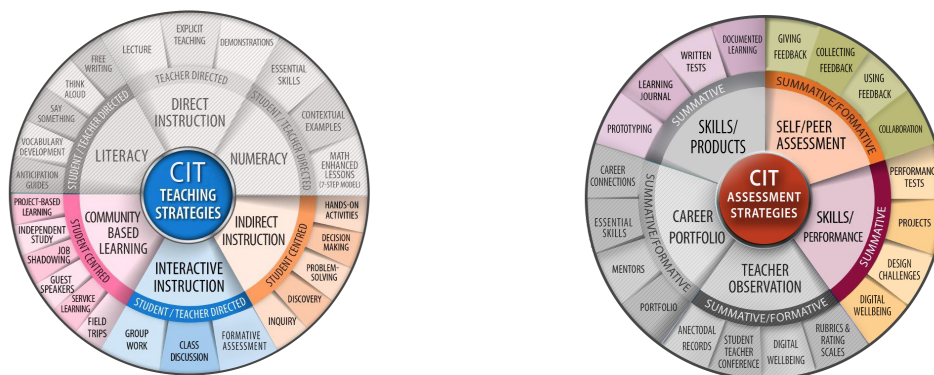 CIT
TEACHING
STRATEGIES
DIRECT
INSTRUCTION
TEACHER DIRECTED
LECTURE
EXPLICIT
TEACHING
DEMONSTRATIONS
NUMERACY
STUDENT / TEACHER DIRECTED
ESSENTIAL
SKILLS
CONTEXTUAL
EXAMPLES
MATH
ENHANCED
LESSONS
(7-STEP MODEL)
INDIRECT
INSTRUCTION
STUDENT CENTRED
HANDS-ON
ACTIVITIES
DECISION
MAKING
PROBLEM-
SOLVING
DISCOVERY
INQUIRY
INTERACTIVE
INSTRUCTION
STUDENT / TEACHER DIRECTED
FORMATIVE
ASSESSMENT
CLASS
DISCUSSION
GROUP
WORK
COMMUNITY
BASED
LEARNING
STUDENT CENTRED
FIELD
TRIPS
SERVICE
LEARNING
GUEST
SPEAKERS
JOB
SHADOWING
INDEPENDENT
STUDY
PROJECT-BASED
LEARNING
LITERACY
STUDENT / TEACHER DIRECTED
ANTICIPATION
GUIDES
VOCABULARY
DEVELOPMENT
SAY
SOMETHING
THINK
ALOUD
FREE
WRITING
CIT
ASSESSMENT
STRATEGIES
SELF/PEER
ASSESSMENT
SUMMATIVE/FORMATIVE
GIVING
FEEDBACK
COLLECTING
FEEDBACK
USING
FEEDBACK
COLLABORATION
SKILLS/
PERFORMANCE
SUMMATIVE
PERFORMANCE
TESTS
PROJECTS
DESIGN
CHALLENGES
DIGITAL
WELLBEING
TEACHER
OBSERVATION
SUMMATIVE/FORMATIVE
RUBRICS &
RATING
SCALES
DIGITAL
WELLBEING
STUDENT
TEACHER
CONFERENCE
ANECTODAL
RECORDS
CAREER
PORTFOLIO
SUMMATIVE/FORMATIVE
PORTFOLIO
MENTORS
ESSENTIAL
SKILLS
CAREER
CONNECTIONS
SKILLS/
PRODUCTS
SUMMATIVE
PROTOTYPING
LEARNING
JOURNAL
WRITTEN
TESTS
DOCUMENTED
LEARNING